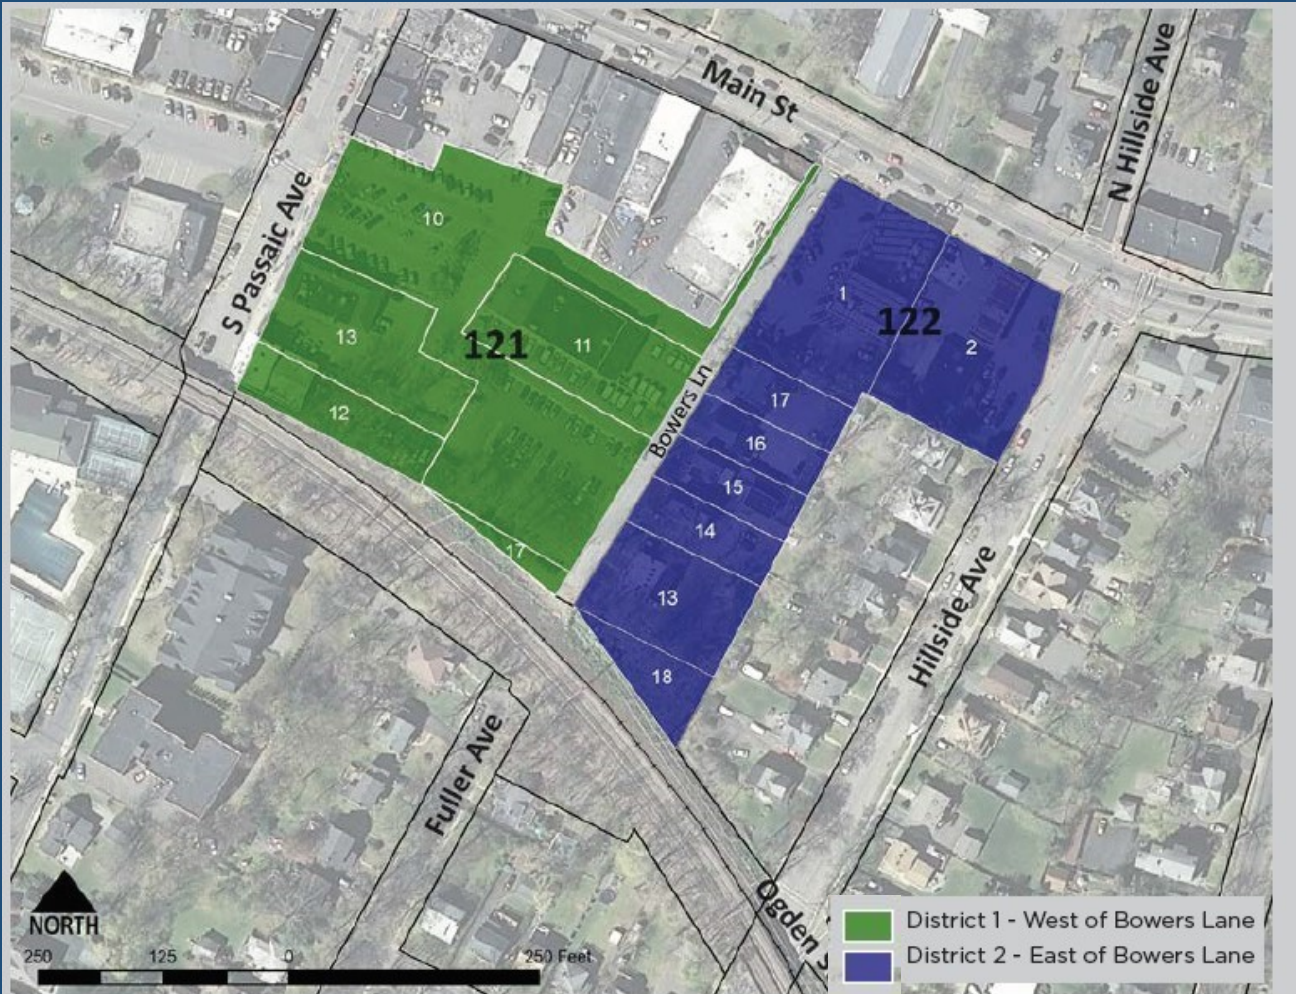 Main St
N Hillside Ave
S Passaic Ave
10
1
122
2
13
121
11
17
Bowers Ln
12
16
15
14
17
13
18
Hillside Ave
Fuller Ave
Ogden S
NORTH
250 125 0 250 Feet
District 1 - West of Bowers Lane
District 2 - East of Bowers Lane